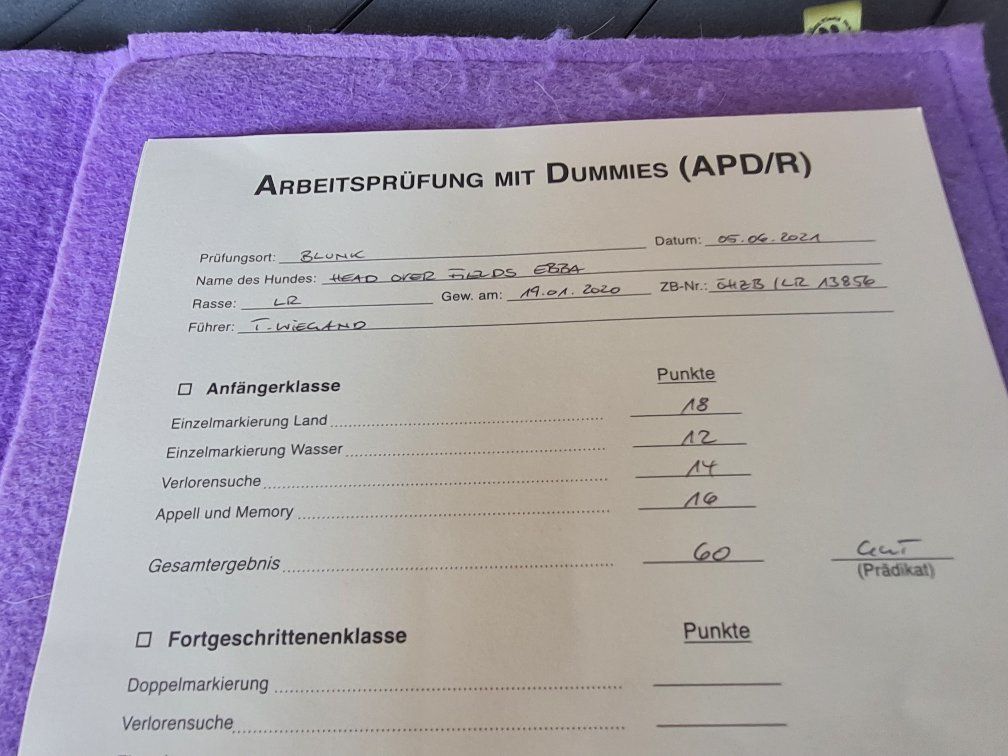 ARBEITSPRÜFUNG MIT DUMMIES (APD/R)
Prüfungsort: BLUNK Datum: 05.06.2021
Name des Hundes: HEAD OVER FIELDS EBBA
Rasse: LR Gew. am: 19.01.2020 ZB-Nr.: ÖHZB/LR 13856
Führer: T. WIEGAND
☐ Anfängerklasse Punkte
Einzelmarkierung Land 18
Einzelmarkierung Wasser 12
Verlorensuche 14
Appell und Memory 16
Gesamtergebnis 60 GUT
(Prädikat)
☐ Fortgeschrittenenklasse Punkte
Doppelmarkierung
Verlorensuche